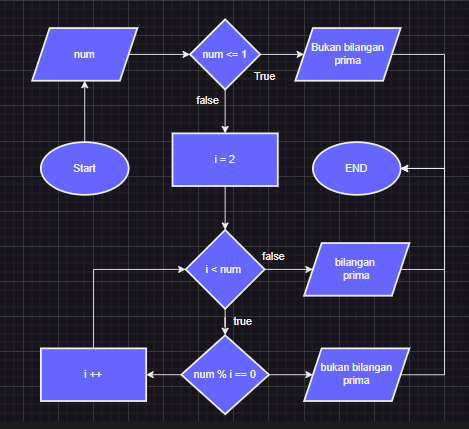 num
num <= 1
Bukan bilangan
prima
True
false
Start
i = 2
END
i < num
false
bilangan
prima
true
i ++
num % i == 0
bukan bilangan
prima